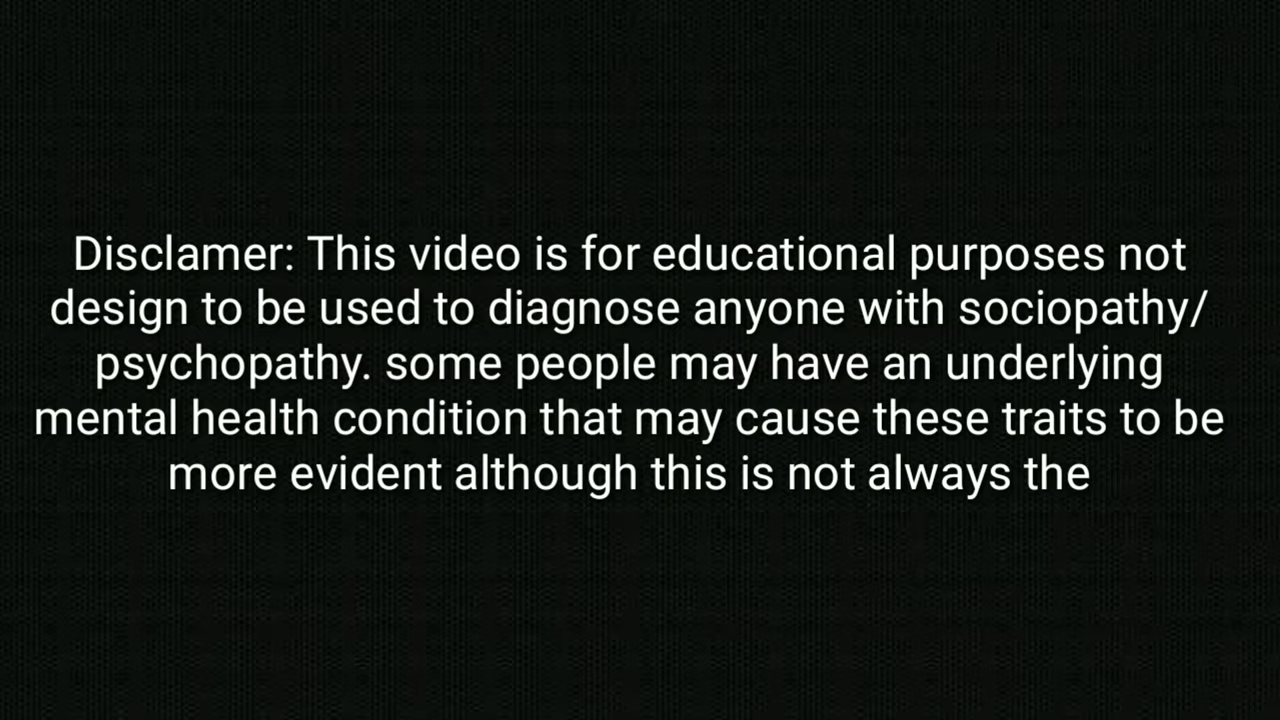 Disclamer: This video is for educational purposes not
design to be used to diagnose anyone with sociopathy/
psychopathy. some people may have an underlying
mental health condition that may cause these traits to be
more evident although this is not always the